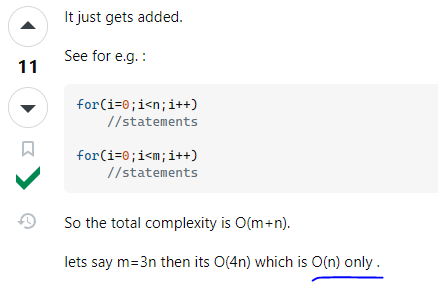 It just gets added.
11
See for e.g. :
for(i=0;i<n;i++)
//statements
for(i=0;i<m;i++)
//statements
So the total complexity is O(m+n).
lets say m=3n then its O(4n) which is O(n) only .